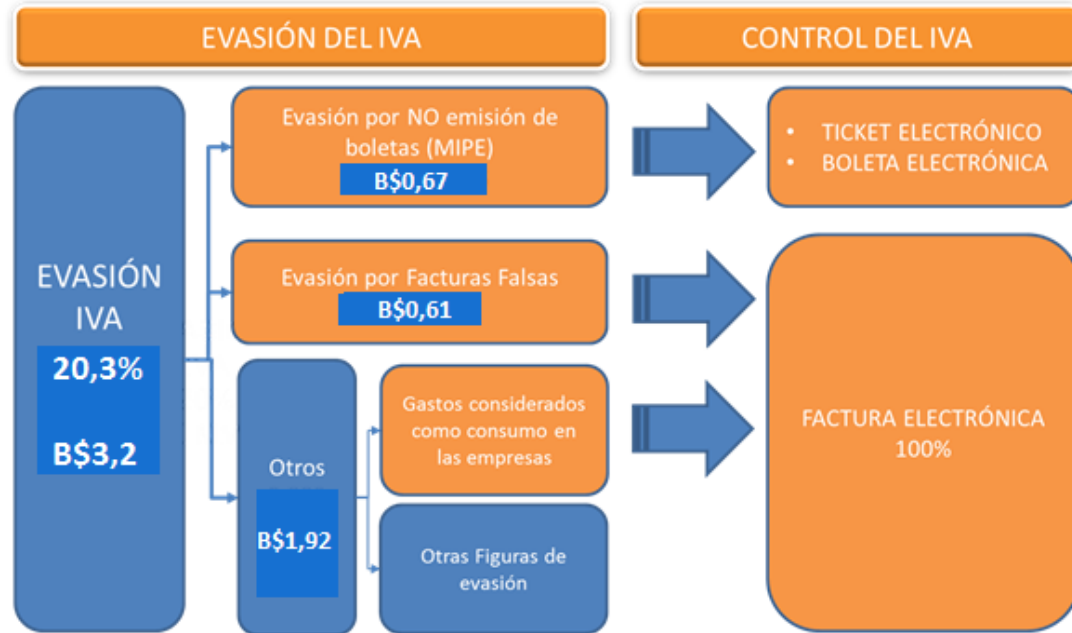 EVASIÓN DEL IVA
CONTROL DEL IVA
EVASIÓN
IVA
20,3%
B$3,2
Evasión por NO emisión de
boletas (MIPE)
B$0,67
• TICKET ELECTRÓNICO
• BOLETA ELECTRÓNICA
Evasión por Facturas Falsas
B$0,61
Otros
B$1,92
Gastos considerados
como consumo en
las empresas
Otras Figuras de
evasión
FACTURA ELECTRÓNICA
100%